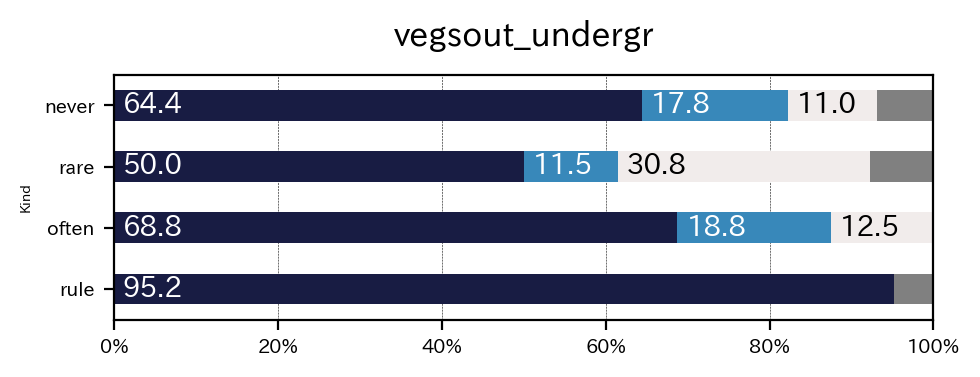 vegsout_undergr
Kind
never 64.4 17.8 11.0
rare 50.0 11.5 30.8
often 68.8 18.8 12.5
rule 95.2
0% 20% 40% 60% 80% 100%